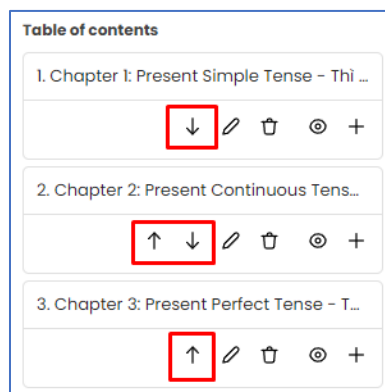 Table of contents
1. Chapter 1: Present Simple Tense - Thì ...
2. Chapter 2: Present Continuous Tens...
3. Chapter 3: Present Perfect Tense - T...